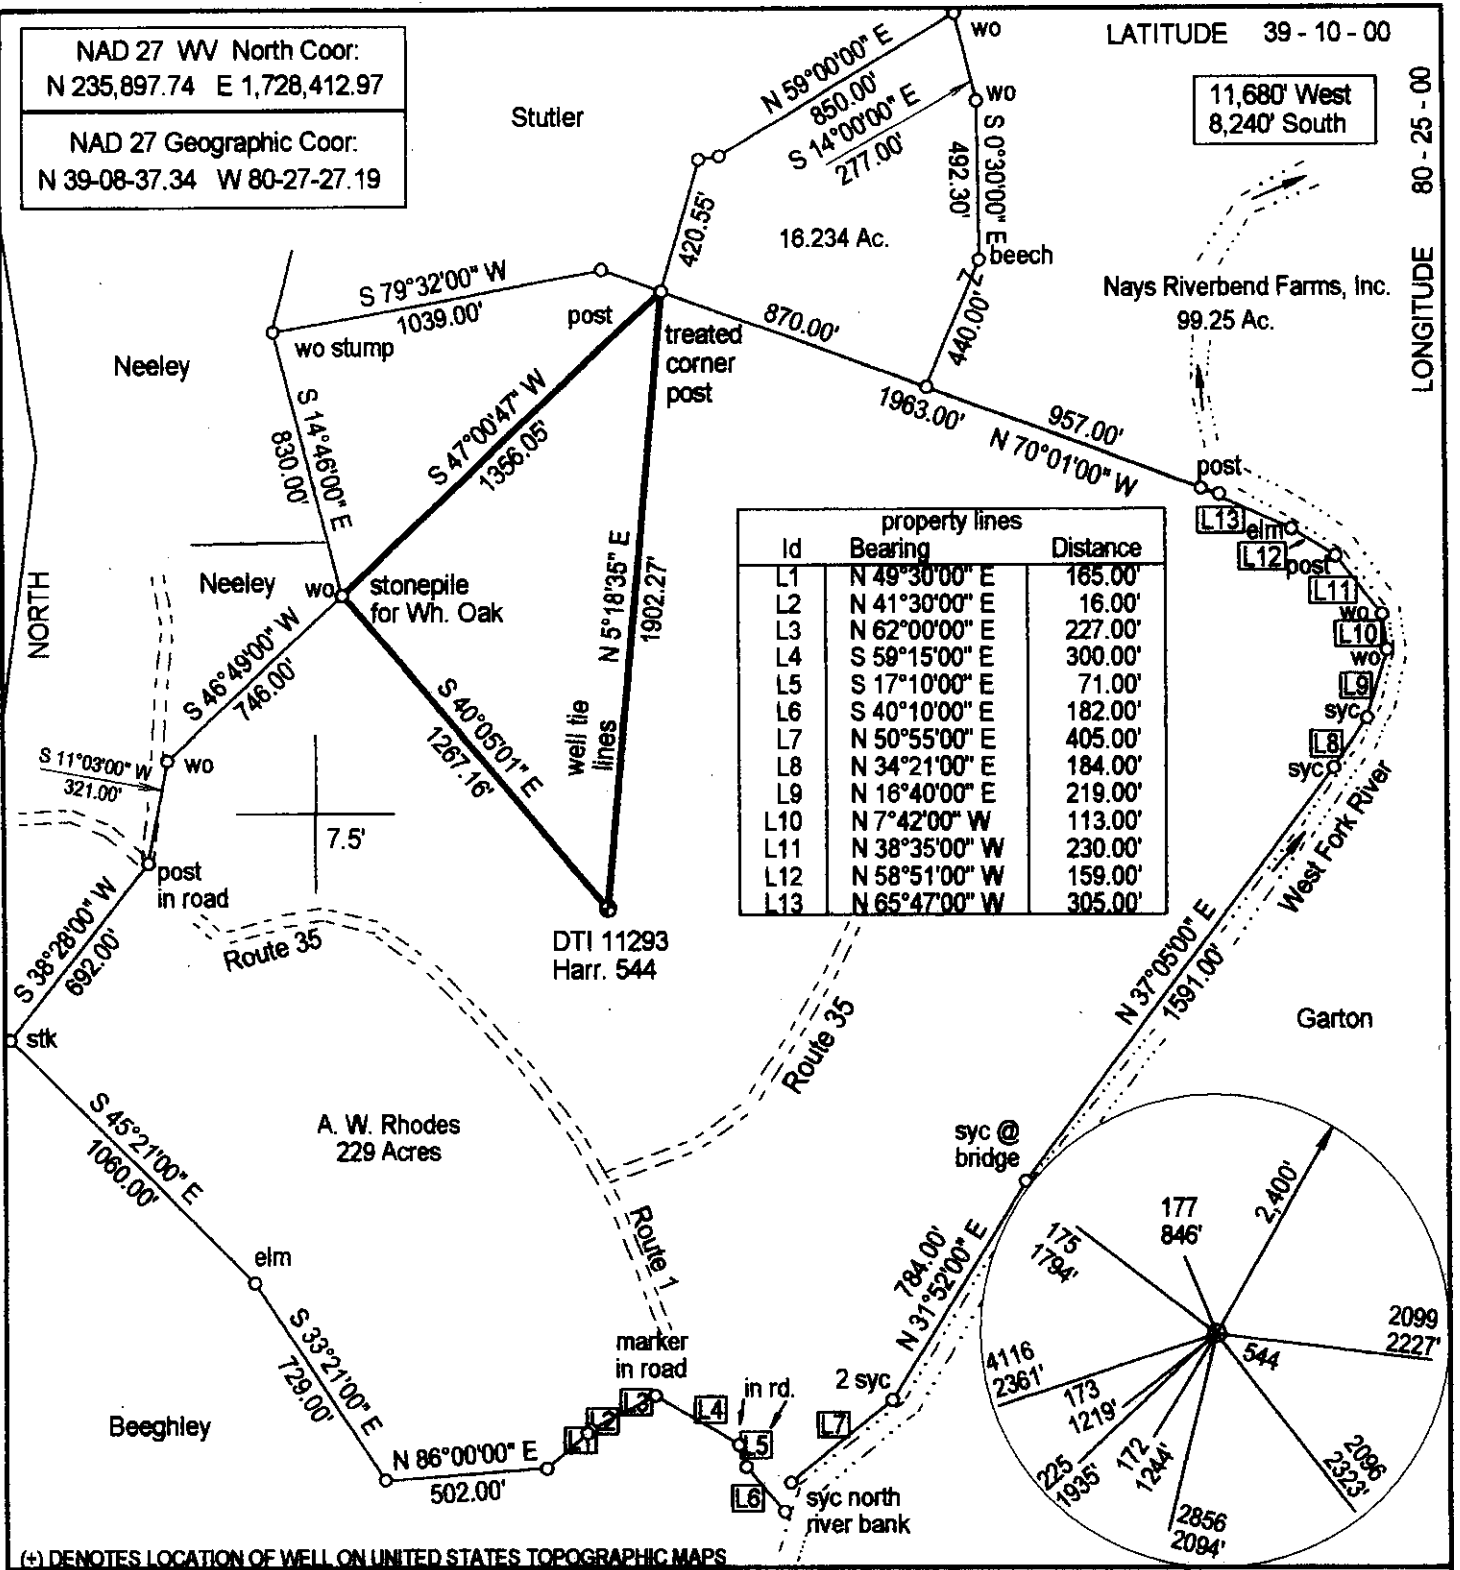 NAD 27 WV North Coor:
N 235,897.74 E 1,728,412.97
NAD 27 Geographic Coor:
N 39-08-37.34 W 80-27-27.19
LATITUDE 39 - 10 - 00
11,680' West
8,240' South
LONGITUDE 80 - 25 - 00
Stutler
N 59°00'00" E
850.00'
S 14°00'00" E
277.00'
wo
wo
S 0°30'00" E
492.30'
420.55'
16.234 Ac.
beech
440.00'
Nays Riverbend Farms, Inc.
99.25 Ac.
S 79°32'00" W
1039.00'
post
wo stump
treated
corner
post
870.00'
1963.00'
957.00'
N 70°01'00" W
Neeley
S 14°46'00" E
830.00'
S 47°00'47" W
1356.05'
N 5°18'35" E
1902.27'
well tie
lines
post
L13
elm
L12
post
L11
wo
L10
wo
L9
syc
L8
syc
property lines
Id Bearing Distance
L1 N 49°30'00" E 165.00'
L2 N 41°30'00" E 16.00'
L3 N 62°00'00" E 227.00'
L4 S 59°15'00" E 300.00'
L5 S 17°10'00" E 71.00'
L6 S 40°10'00" E 182.00'
L7 N 50°55'00" E 405.00'
L8 N 34°21'00" E 184.00'
L9 N 16°40'00" E 219.00'
L10 N 7°42'00" W 113.00'
L11 N 38°35'00" W 230.00'
L12 N 58°51'00" W 159.00'
L13 N 65°47'00" W 305.00'
NORTH
Neeley
wo
stonepile
for Wh. Oak
S 46°49'00" W
746.00'
S 40°05'01" E
1267.16'
S 11°03'00" W
321.00'
wo
7.5'
post
in road
Route 35
DTI 11293
Harr. 544
S 38°28'00" W
692.00'
stk
Route 35
West Fork River
N 37°05'00" E
1591.00'
Garton
S 45°21'00" E
1060.00'
A. W. Rhodes
229 Acres
Route 1
syc @
bridge
elm
784.00'
N 31°52'00" E
S 33°21'00" E
729.00'
marker
in road
in rd.
2 syc
Beeghley
N 86°00'00" E
502.00'
L1
L2
L3
L4
L5
L6
L7
syc north
river bank
2,400'
177
846'
175
1794'
2099
2227'
544
4116
2361'
173
1219'
225
1935'
172
1244'
2096
2323'
2856
2094'
(+) DENOTES LOCATION OF WELL ON UNITED STATES TOPOGRAPHIC MAPS